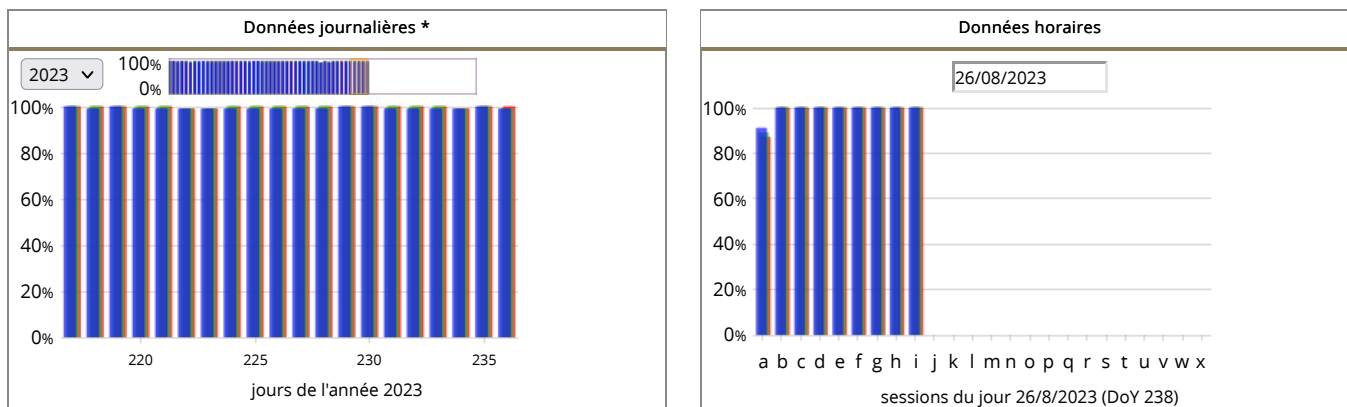 Données journalières *
2023
100%
0%
100%
80%
60%
40%
20%
0%
220 225 230 235
jours de l'année 2023
Données horaires
26/08/2023
100%
80%
60%
40%
20%
0%
a b c d e f g h i j k l m n o p q r s t u v w x
sessions du jour 26/8/2023 (DoY 238)